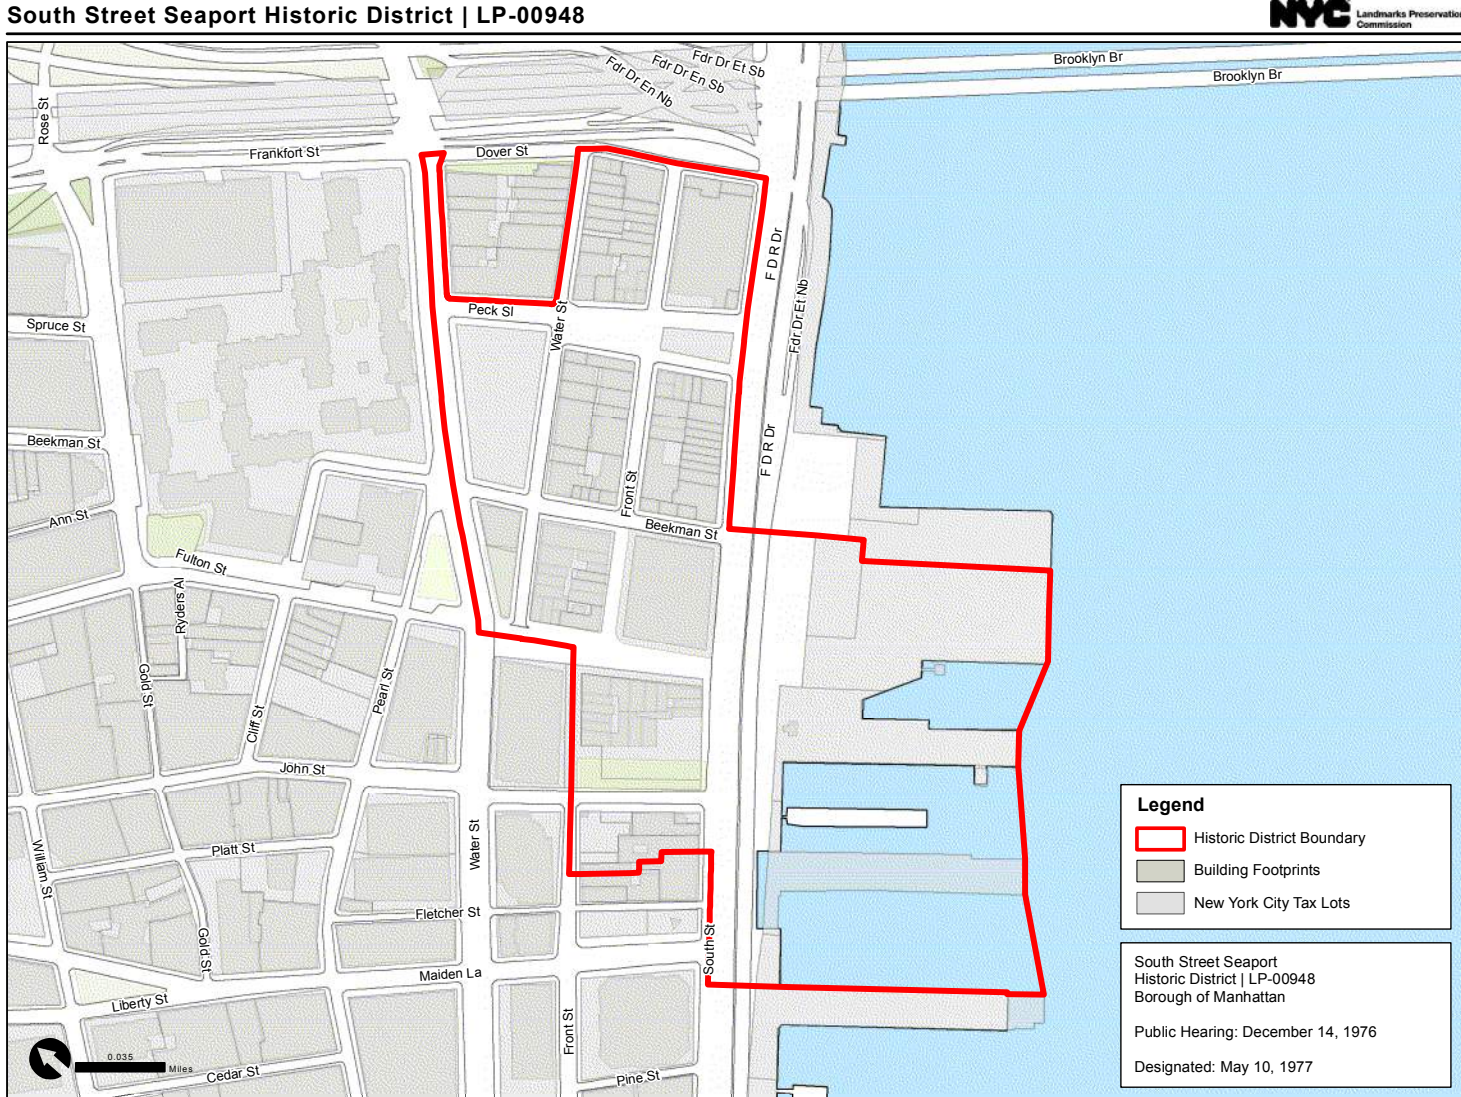 South Street Seaport Historic District | LP-00948
NYC Landmarks Preservation
Commission
Brooklyn Br
Brooklyn Br
Fdr Dr Et Sb
Fdr Dr En Sb
Fdr Dr En Nb
Rose St
Frankfort St
Dover St
F D R Dr
Fdr Dr Et Nb
Peck Sl
Water St
Spruce St
Beekman St
F D R Dr
Front St
Ann St
Beekman St
Fulton St
Ryders Al
Gold St
Pearl St
Cliff St
John St
Water St
Platt St
William St
Fletcher St
Gold St
South St
Maiden La
Liberty St
Front St
Cedar St
Pine St
0.035
Miles
Legend
Historic District Boundary
Building Footprints
New York City Tax Lots
South Street Seaport
Historic District | LP-00948
Borough of Manhattan
Public Hearing: December 14, 1976
Designated: May 10, 1977